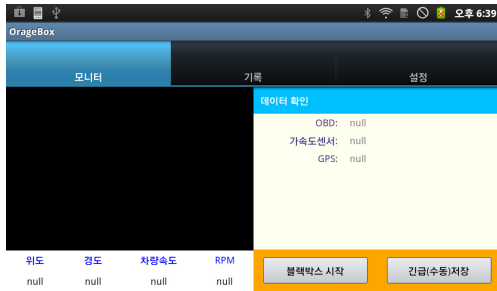 오후 6:39
OrageBox
모니터 기록 설정
데이터 확인
OBD: null
가속도센서: null
GPS: null
위도 경도 차량속도 RPM
null null null null
블랙박스 시작 긴급(수동)저장